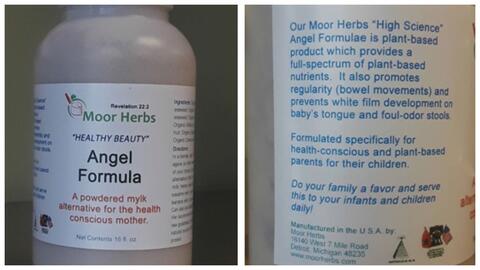 Revelation 22:2
Moor Herbs
"HEALTHY BEAUTY"
Angel
Formula
A powdered mylk
alternative for the health
conscious mother.
Net Contents 16 fl. oz.
Our Moor Herbs "High Science"
Angel Formulae is plant-based
product which provides a
full-spectrum of plant-based
nutrients. It also promotes
regularity (bowel movements) and
prevents white film development on
baby's tongue and foul-odor stools.
Formulated specifically for
health-conscious and plant-based
parents for their children.
Do your family a favor and serve
this to your infants and children
daily!
Manufactured in the U.S.A. by:
Moor Herbs
16140 West 7 Mile Road
Detroit, Michigan 48235
www.moorherbs.com